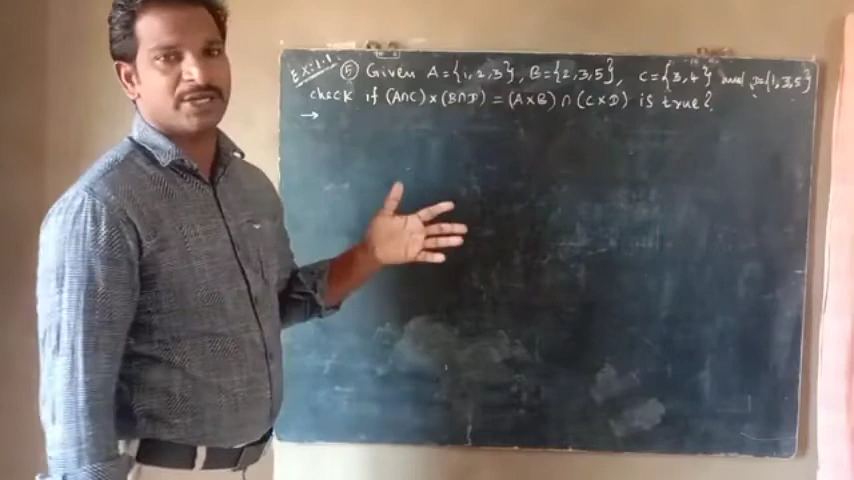 Ex:1.1 ⑤ Given A={1,2,3}, B={2,3,5}, C={3,4} and D={1,3,5}
check if (A∩C)×(B∩D) = (A×B)∩(C×D) is true?
→